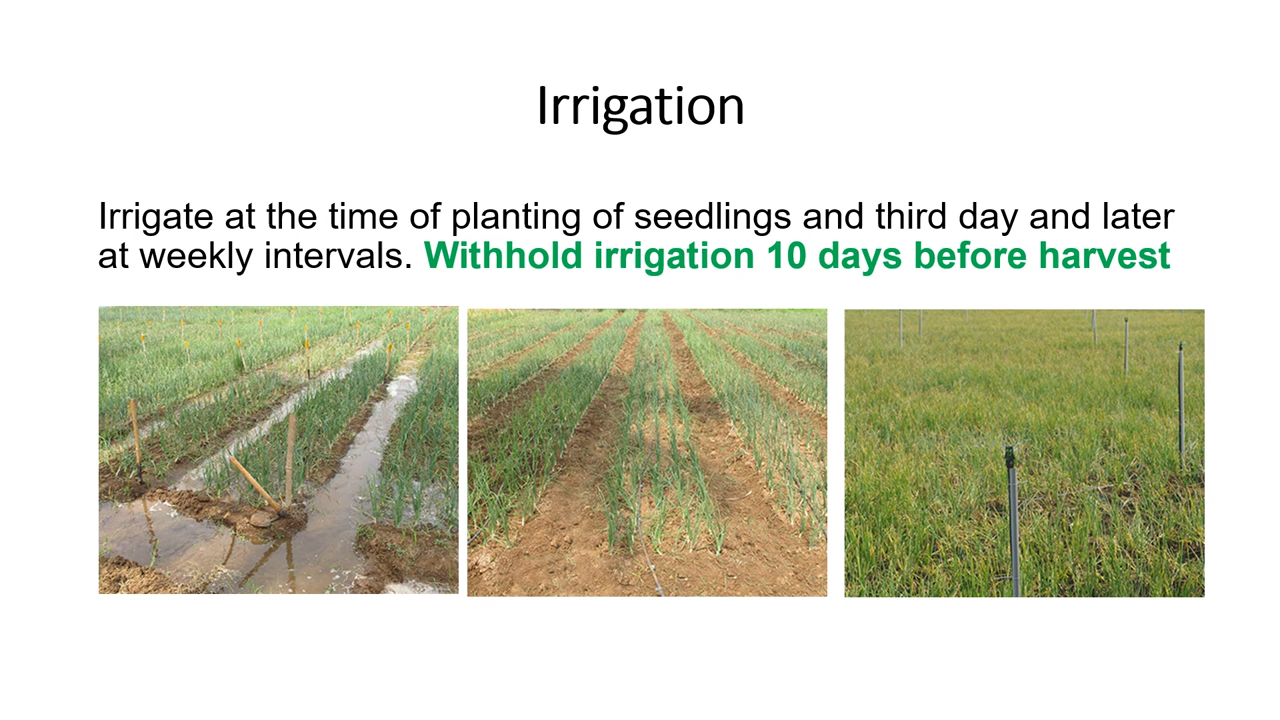 Irrigation
Irrigate at the time of planting of seedlings and third day and later
at weekly intervals. Withhold irrigation 10 days before harvest